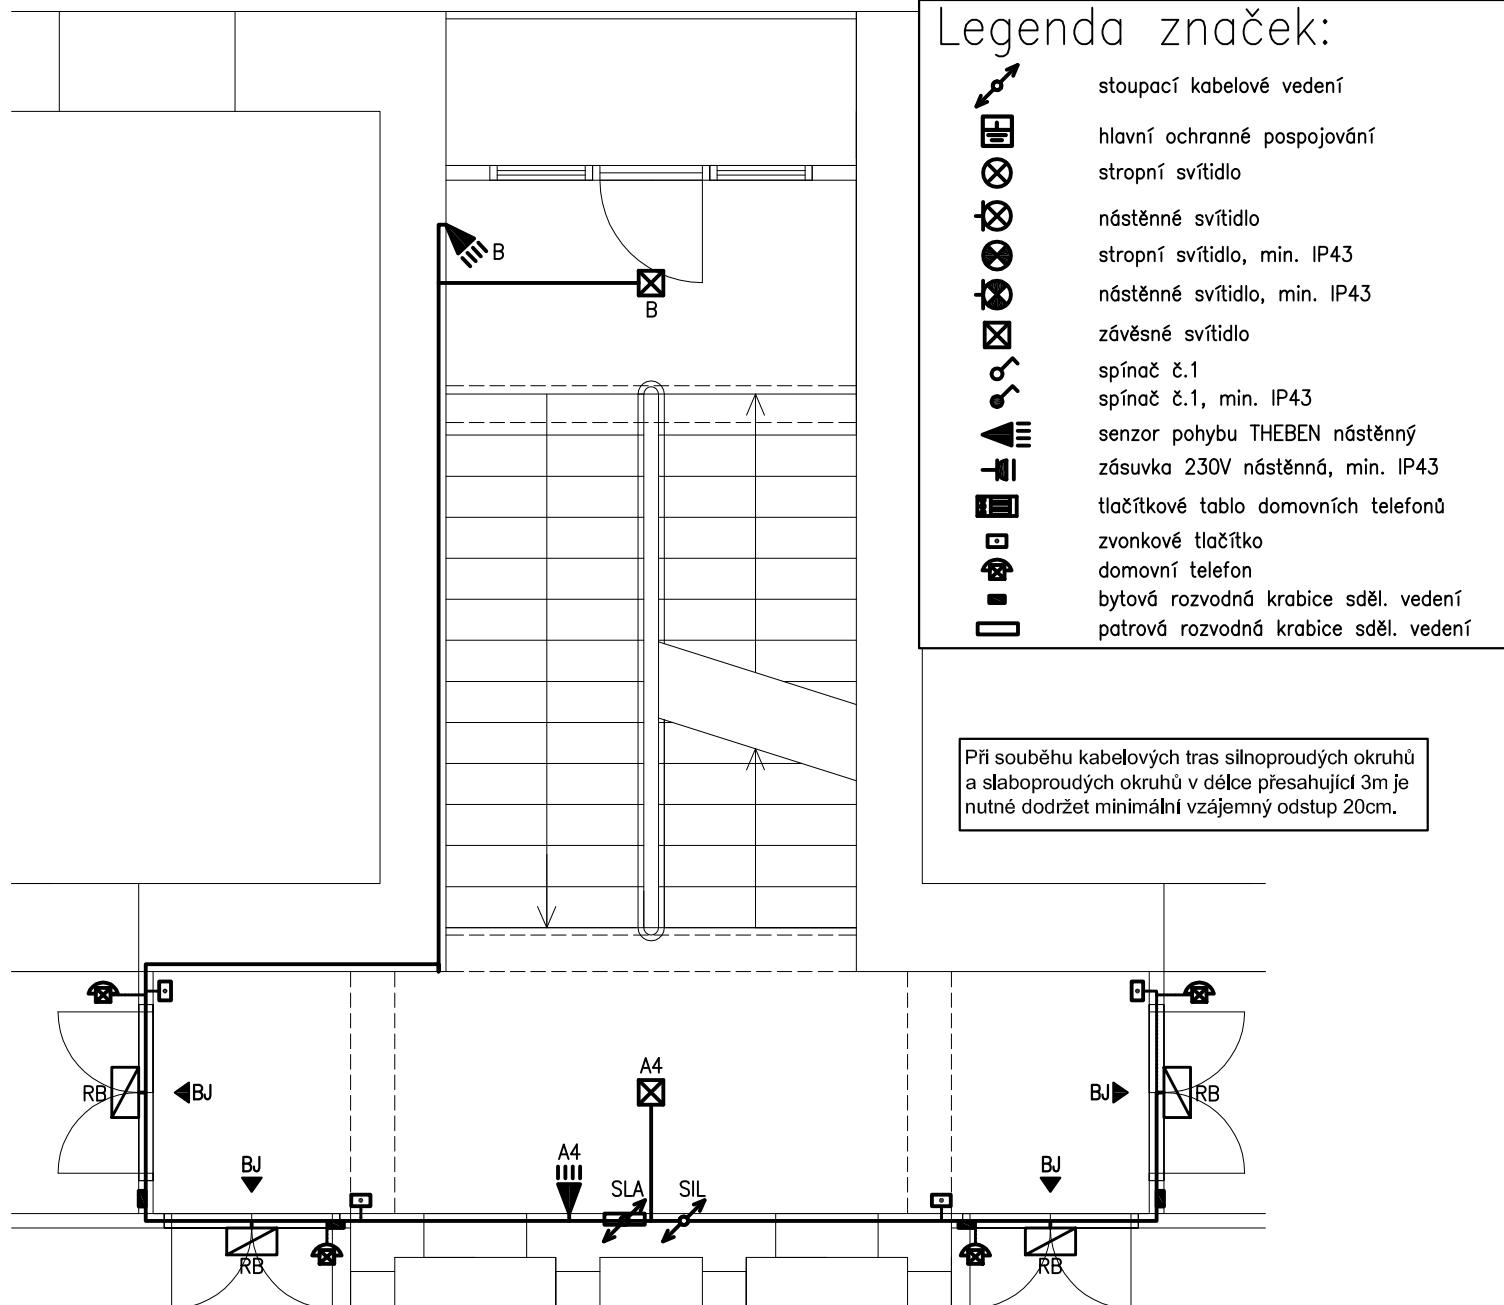 Legenda značek:
stoupací kabelové vedení
hlavní ochranné pospojování
stropní svítidlo
nástěnné svítidlo
stropní svítidlo, min. IP43
nástěnné svítidlo, min. IP43
závěsné svítidlo
spínač č.1
spínač č.1, min. IP43
senzor pohybu THEBEN nástěnný
zásuvka 230V nástěnná, min. IP43
tlačítkové tablo domovních telefonů
zvonkové tlačítko
domovní telefon
bytová rozvodná krabice sděl. vedení
patrová rozvodná krabice sděl. vedení
Při souběhu kabelových tras silnoproudých okruhů
a slaboproudých okruhů v délce přesahující 3m je
nutné dodržet minimální vzájemný odstup 20cm.
B
B
A4
RB
BJ
BJ
RB
BJ
A4
BJ
SLA
SIL
RB
RB